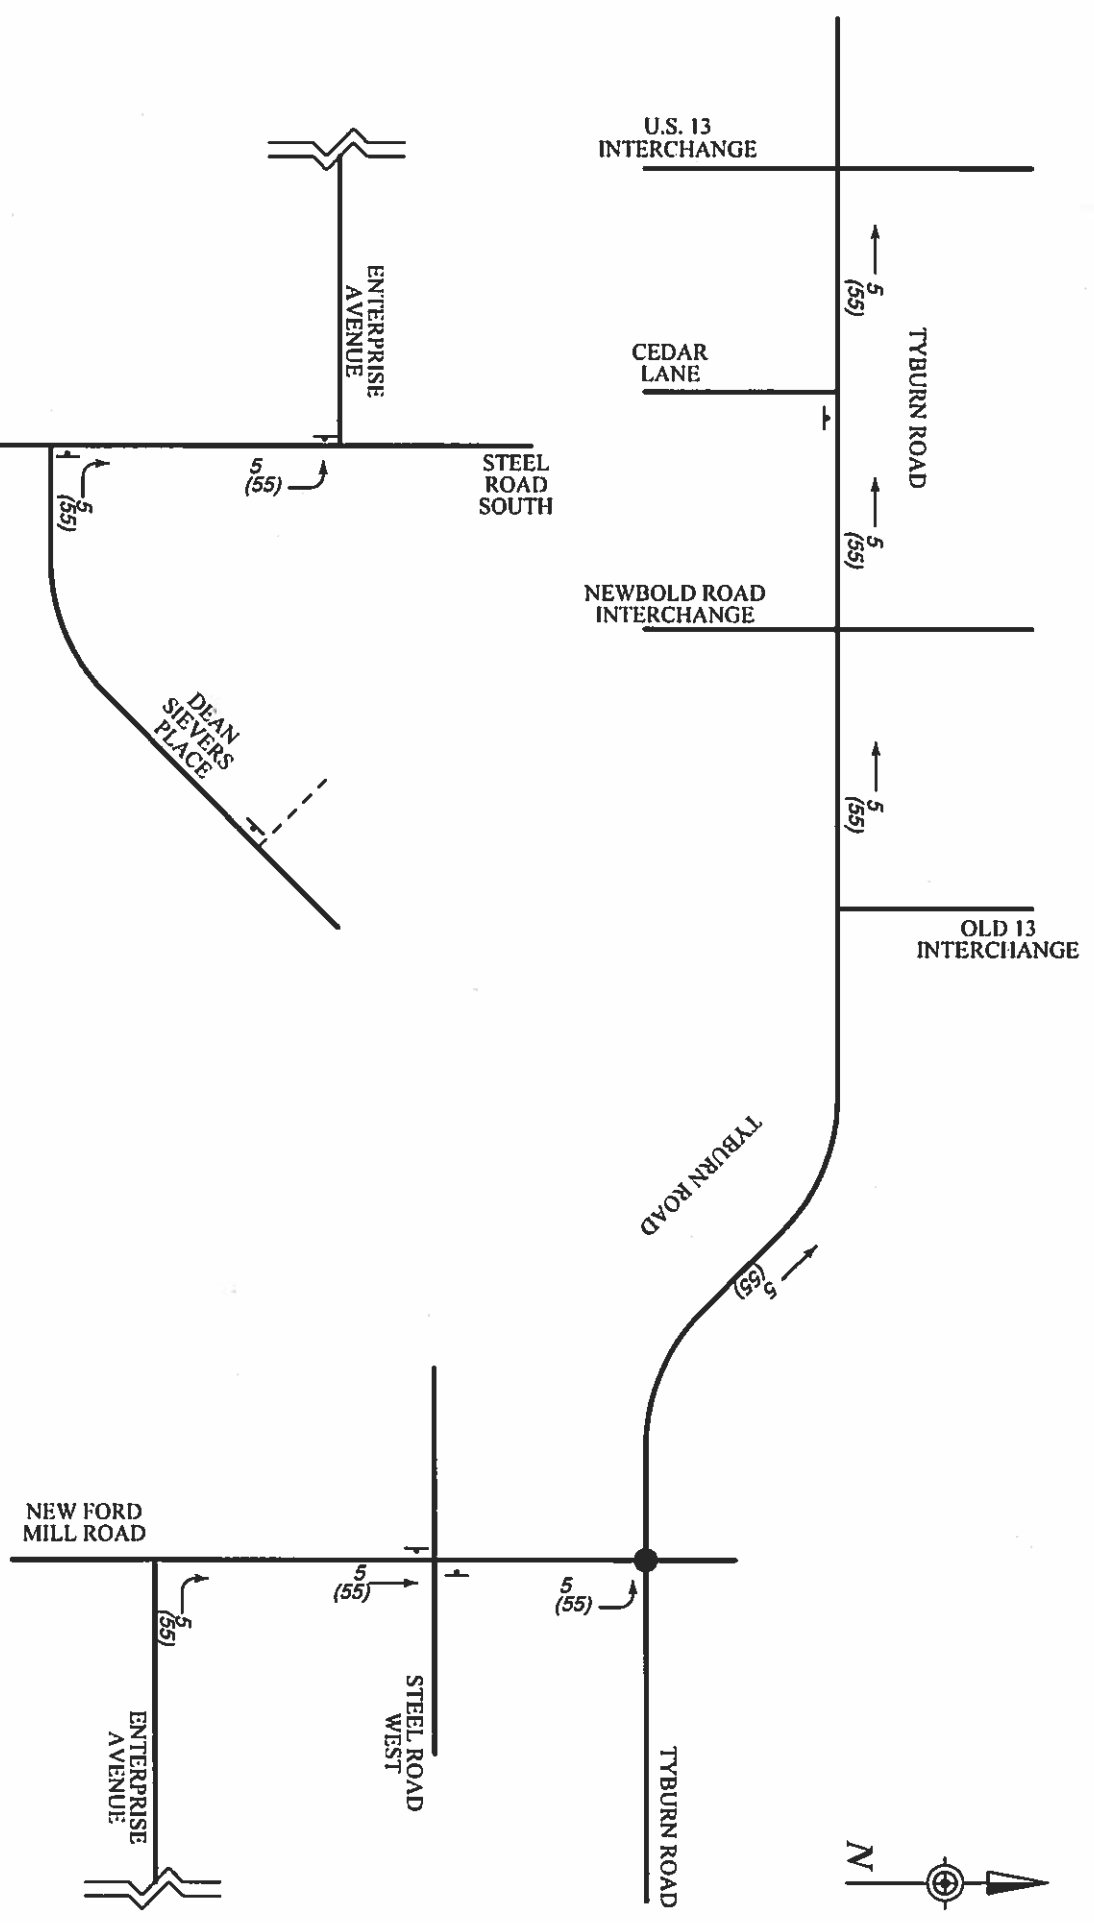 U.S. 13
INTERCHANGE
5
(55)
TYBURN ROAD
CEDAR
LANE
ENTERPRISE
AVENUE
5
(55)
STEEL
ROAD
SOUTH
5
(55)
5
(55)
NEWBOLD ROAD
INTERCHANGE
5
(55)
DEAN
SIEVERS
PLACE
OLD 13
INTERCHANGE
TYBURN ROAD
5
(55)
NEW FORD
MILL ROAD
5
(55)
5
(55)
5
(55)
STEEL ROAD
WEST
ENTERPRISE
AVENUE
TYBURN ROAD
N